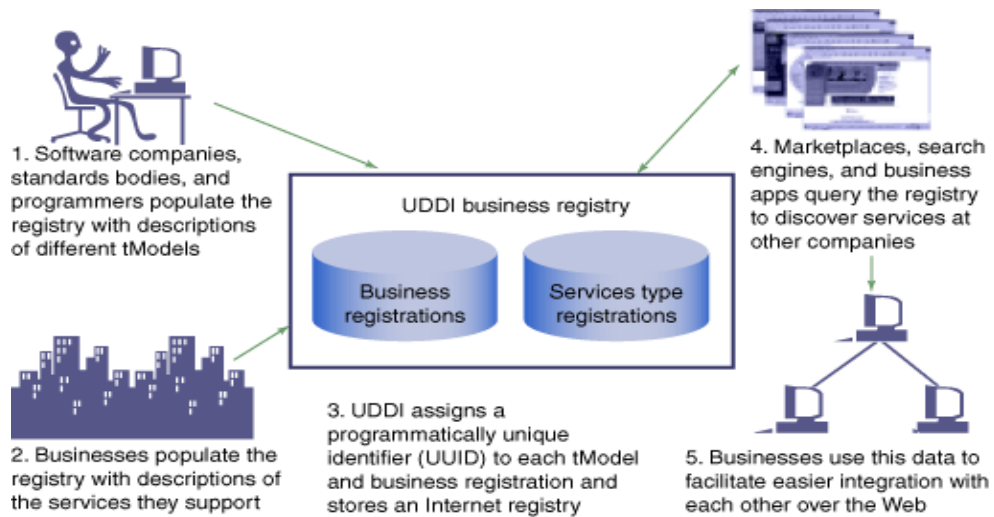 1. Software companies,
standards bodies, and
programmers populate the
registry with descriptions
of different tModels
2. Businesses populate the
registry with descriptions of
the services they support
UDDI business registry
Business
registrations
Services type
registrations
3. UDDI assigns a
programmatically unique
identifier (UUID) to each tModel
and business registration and
stores an Internet registry
4. Marketplaces, search
engines, and business
apps query the registry
to discover services at
other companies
5. Businesses use this data to
facilitate easier integration with
each other over the Web